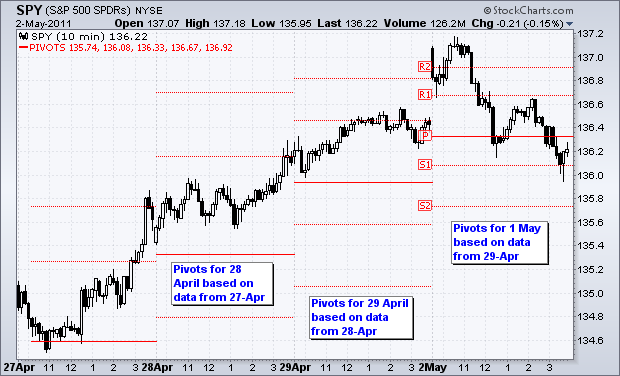 SPY (S&P 500 SPDRs) NYSE © StockCharts.com
2-May-2011 Open 137.07 High 137.18 Low 135.95 Close 136.22 Volume 126.2M Chg -0.21 (-0.15%)
SPY (10 min) 136.22
PIVOTS 135.74, 136.08, 136.33, 136.67, 136.92
137.2
137.0
136.8
136.6
136.4
136.2
136.0
135.8
135.6
135.4
135.2
135.0
134.8
134.6
R2
R1
P
S1
S2
Pivots for 28
April based on
data from 27-Apr
Pivots for 29 April
based on data
from 28-Apr
Pivots for 1 May
based on data
from 29-Apr
27Apr 11 12 1 2 3 28Apr 11 12 1 2 3 29Apr 11 12 1 2 3 2May 11 12 1 2 3